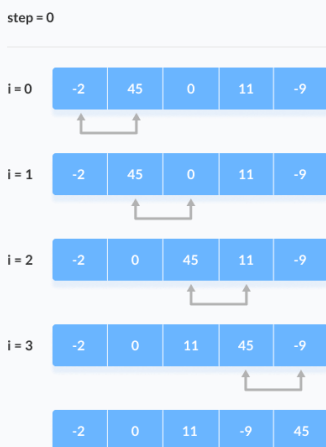 step = 0
i = 0 -2 45 0 11 -9
i = 1 -2 45 0 11 -9
i = 2 -2 0 45 11 -9
i = 3 -2 0 11 45 -9
-2 0 11 -9 45